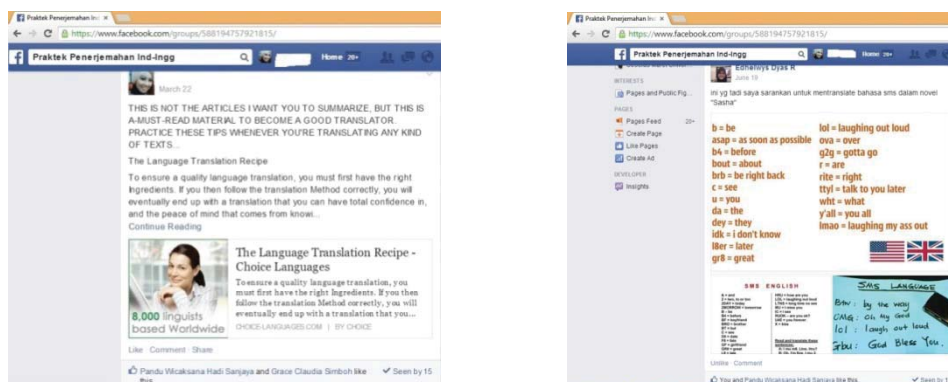 Praktek Penerjemahan Ind-
https://www.facebook.com/groups/588194757921815/
Praktek Penerjemahan Ind-Ingg
Home 20+
March 22
THIS IS NOT THE ARTICLES I WANT YOU TO SUMMARIZE, BUT THIS IS
A-MUST-READ MATERIAL TO BECOME A GOOD TRANSLATOR.
PRACTICE THESE TIPS WHENEVER YOU'RE TRANSLATING ANY KIND
OF TEXTS...
The Language Translation Recipe
To ensure a quality language translation, you must first have the right
Ingredients. If you then follow the translation Method correctly, you will
eventually end up with a translation that you can have total confidence in,
and the peace of mind that comes from knowi...
Continue Reading
8,000 linguists
based Worldwide
The Language Translation Recipe -
Choice Languages
To ensure a quality language translation, you
must first have the right Ingredients. If you then
follow the translation Method correctly, you will
eventually end up with a translation that you...
CHOICE-LANGUAGES.COM | BY CHOICE
Like Comment Share
Pandu Wicaksana Hadi Sanjaya and Grace Claudia Simboh like
this.
Seen by 15
Praktek Penerjemahan Ind-
https://www.facebook.com/groups/588194757921815/
Praktek Penerjemahan Ind-Ingg
Home 20+
INTERESTS
Pages and Public Fig...
PAGES
Pages Feed 20+
Create Page
Like Pages
Create Ad
DEVELOPER
Insights
Edhelwys Dyas R
June 19
ini yg tadi saya sarankan untuk mentranslate bahasa sms dalam novel
"Sasha"
b = be
asap = as soon as possible
b4 = before
bout = about
brb = be right back
c = see
u = you
da = the
dey = they
idk = i don't know
l8er = later
gr8 = great
lol = laughing out loud
ova = over
g2g = gotta go
r = are
rite = right
ttyl = talk to you later
wht = what
y'all = you all
lmao = laughing my ass out
SMS ENGLISH
SMS LANGUAGE
Btw : by the way
OMG : oh my God
lol : laugh out loud
Gbu : God Bless You.
Unlike Comment
You and Pandu Wicaksana Hadi Sanjaya like this.